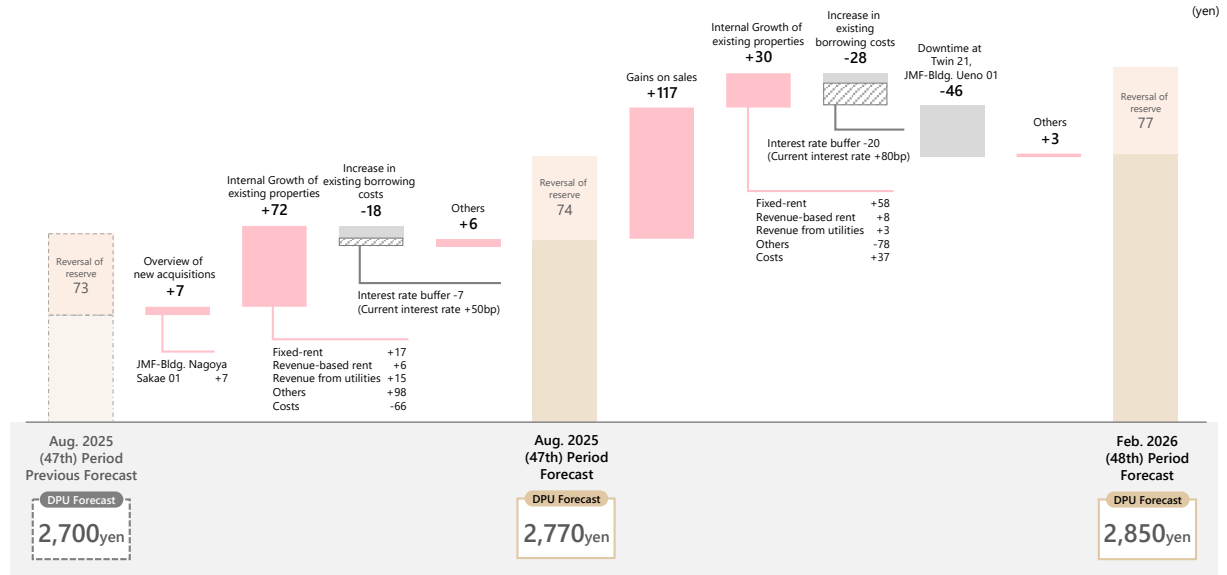 (yen)
Reversal of
reserve
73
Overview of
new acquisitions
+7
JMF-Bldg. Nagoya
Sakae 01 +7
Internal Growth of
existing properties
+72
Fixed-rent +17
Revenue-based rent +6
Revenue from utilities +15
Others +98
Costs -66
Increase in
existing borrowing
costs
-18
Interest rate buffer -7
(Current interest rate +50bp)
Others
+6
Reversal of
reserve
74
Gains on sales
+117
Internal Growth of
existing properties
+30
Fixed-rent +58
Revenue-based rent +8
Revenue from utilities +3
Others -78
Costs +37
Increase in
existing
borrowing costs
-28
Interest rate buffer -20
(Current interest rate +80bp)
Downtime at
Twin 21,
JMF-Bldg. Ueno 01
-46
Others
+3
Reversal of
reserve
77
Aug. 2025
(47th) Period
Previous Forecast
DPU Forecast
2,700yen
Aug. 2025
(47th) Period
Forecast
DPU Forecast
2,770yen
Feb. 2026
(48th) Period
Forecast
DPU Forecast
2,850yen